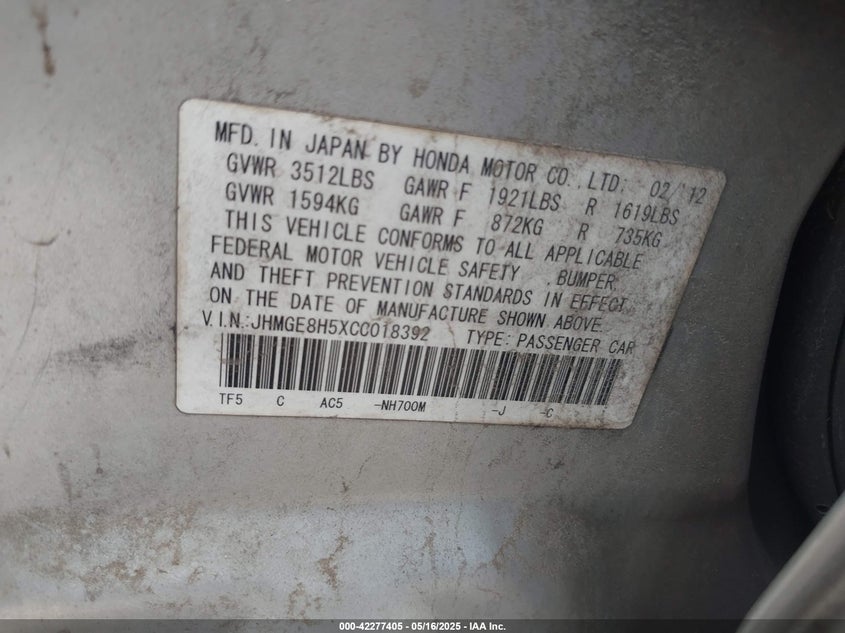 MFD. IN JAPAN BY HONDA MOTOR CO., LTD. 02/'12
GVWR 3512LBS GAWR F 1921LBS R 1619LBS
GVWR 1594KG GAWR F 872KG R 735KG
THIS VEHICLE CONFORMS TO ALL APPLICABLE
FEDERAL MOTOR VEHICLE SAFETY , BUMPER,
AND THEFT PREVENTION STANDARDS IN EFFECT
ON THE DATE OF MANUFACTURE SHOWN ABOVE.
V.I.N.:JHMGE8H5XCC018392 TYPE: PASSENGER CAR
TF5 C AC5 -NH700M -J -C
000-42277405 - 05/16/2025 - IAA Inc.